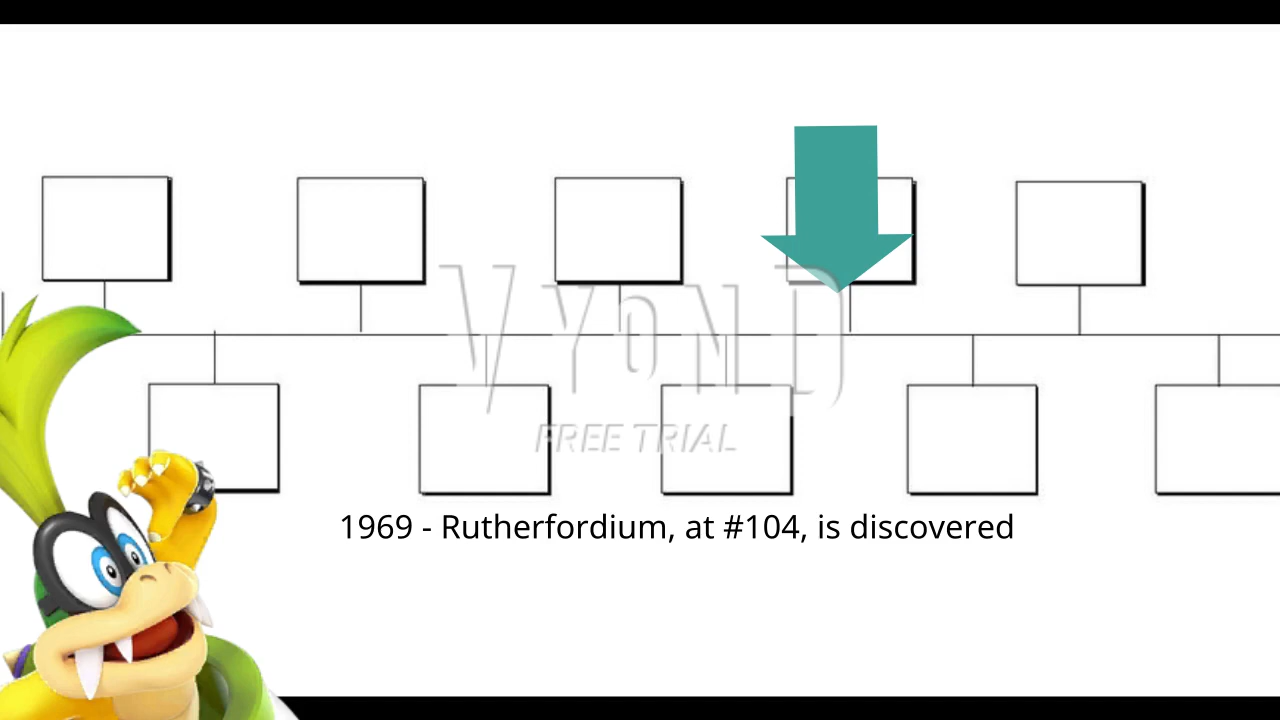 VYOND
FREE TRIAL
1969 - Rutherfordium, at #104, is discovered